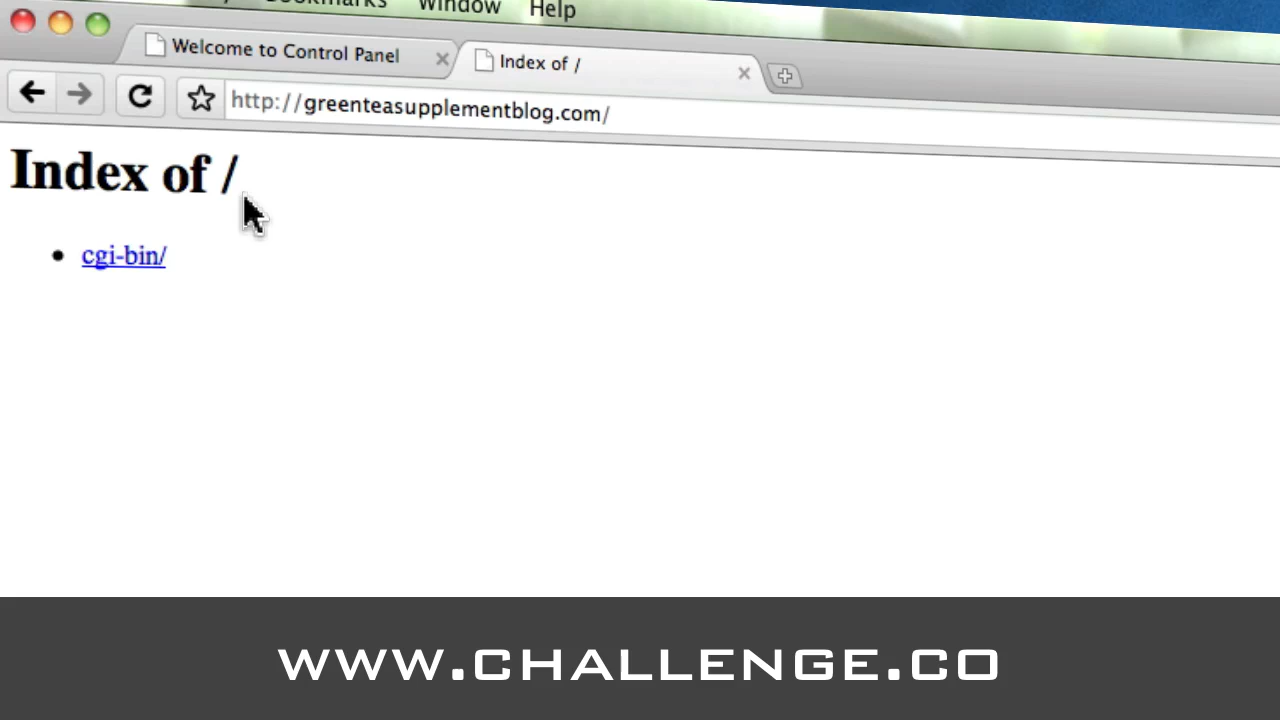 Bookmarks Window Help
Welcome to Control Panel Index of /
http://greenteasupplementblog.com/
Index of /
cgi-bin/
WWW.CHALLENGE.CO